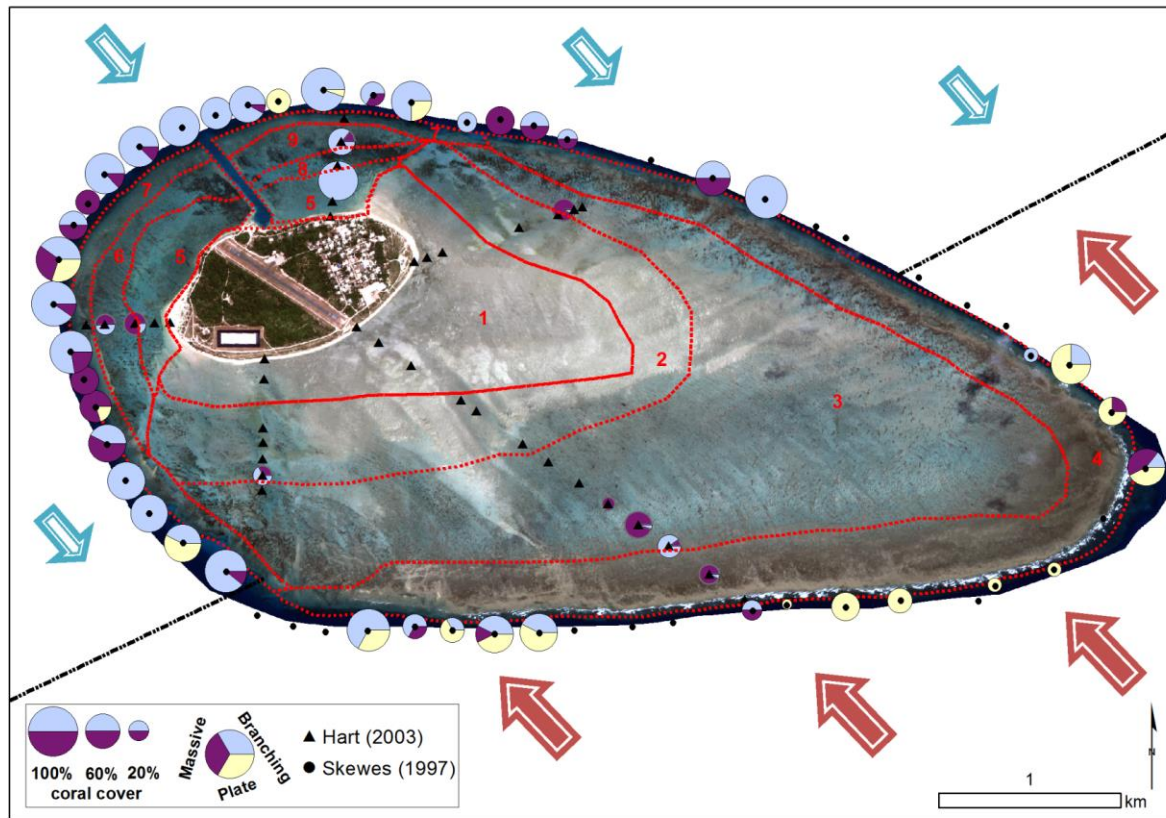 9
8
7
5
6
5
1
2
3
4
100% 60% 20%
coral cover
Massive
Branching
Plate
Hart (2003)
Skewes (1997)
N
1
km